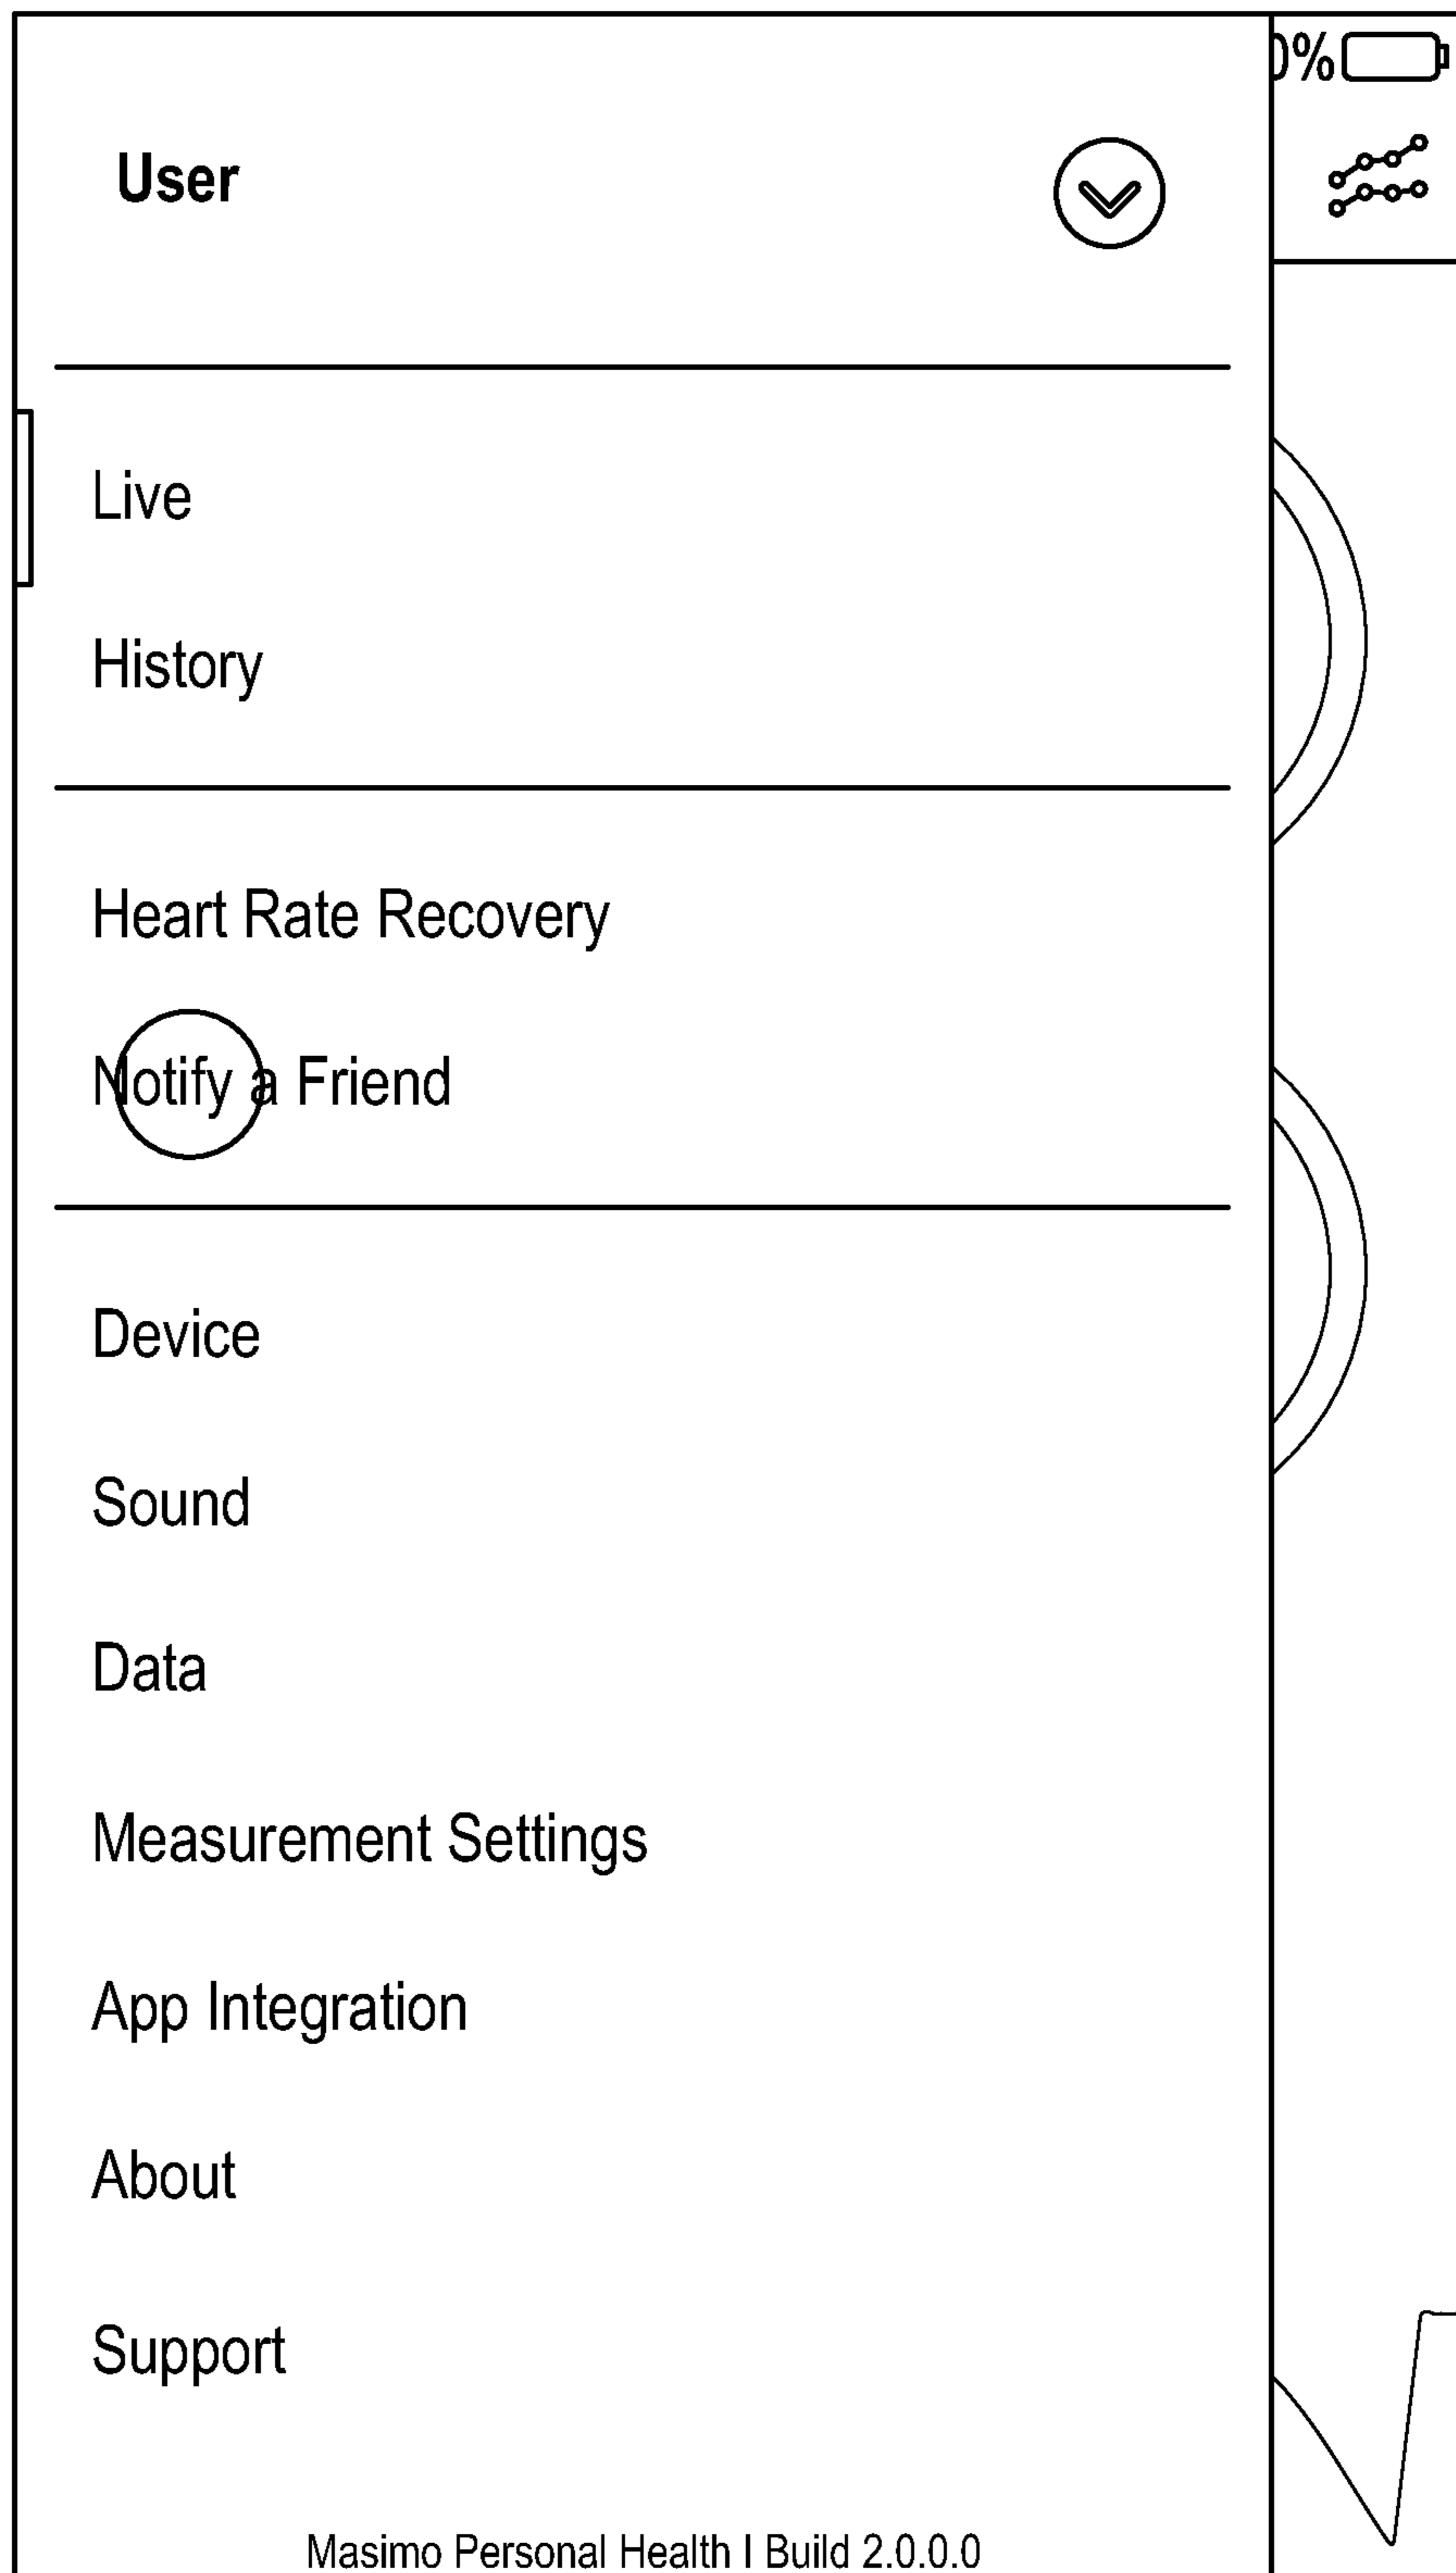 0%
User
Live
History
Heart Rate Recovery
Notify a Friend
Device
Sound
Data
Measurement Settings
App Integration
About
Support
Masimo Personal Health I Build 2.0.0.0